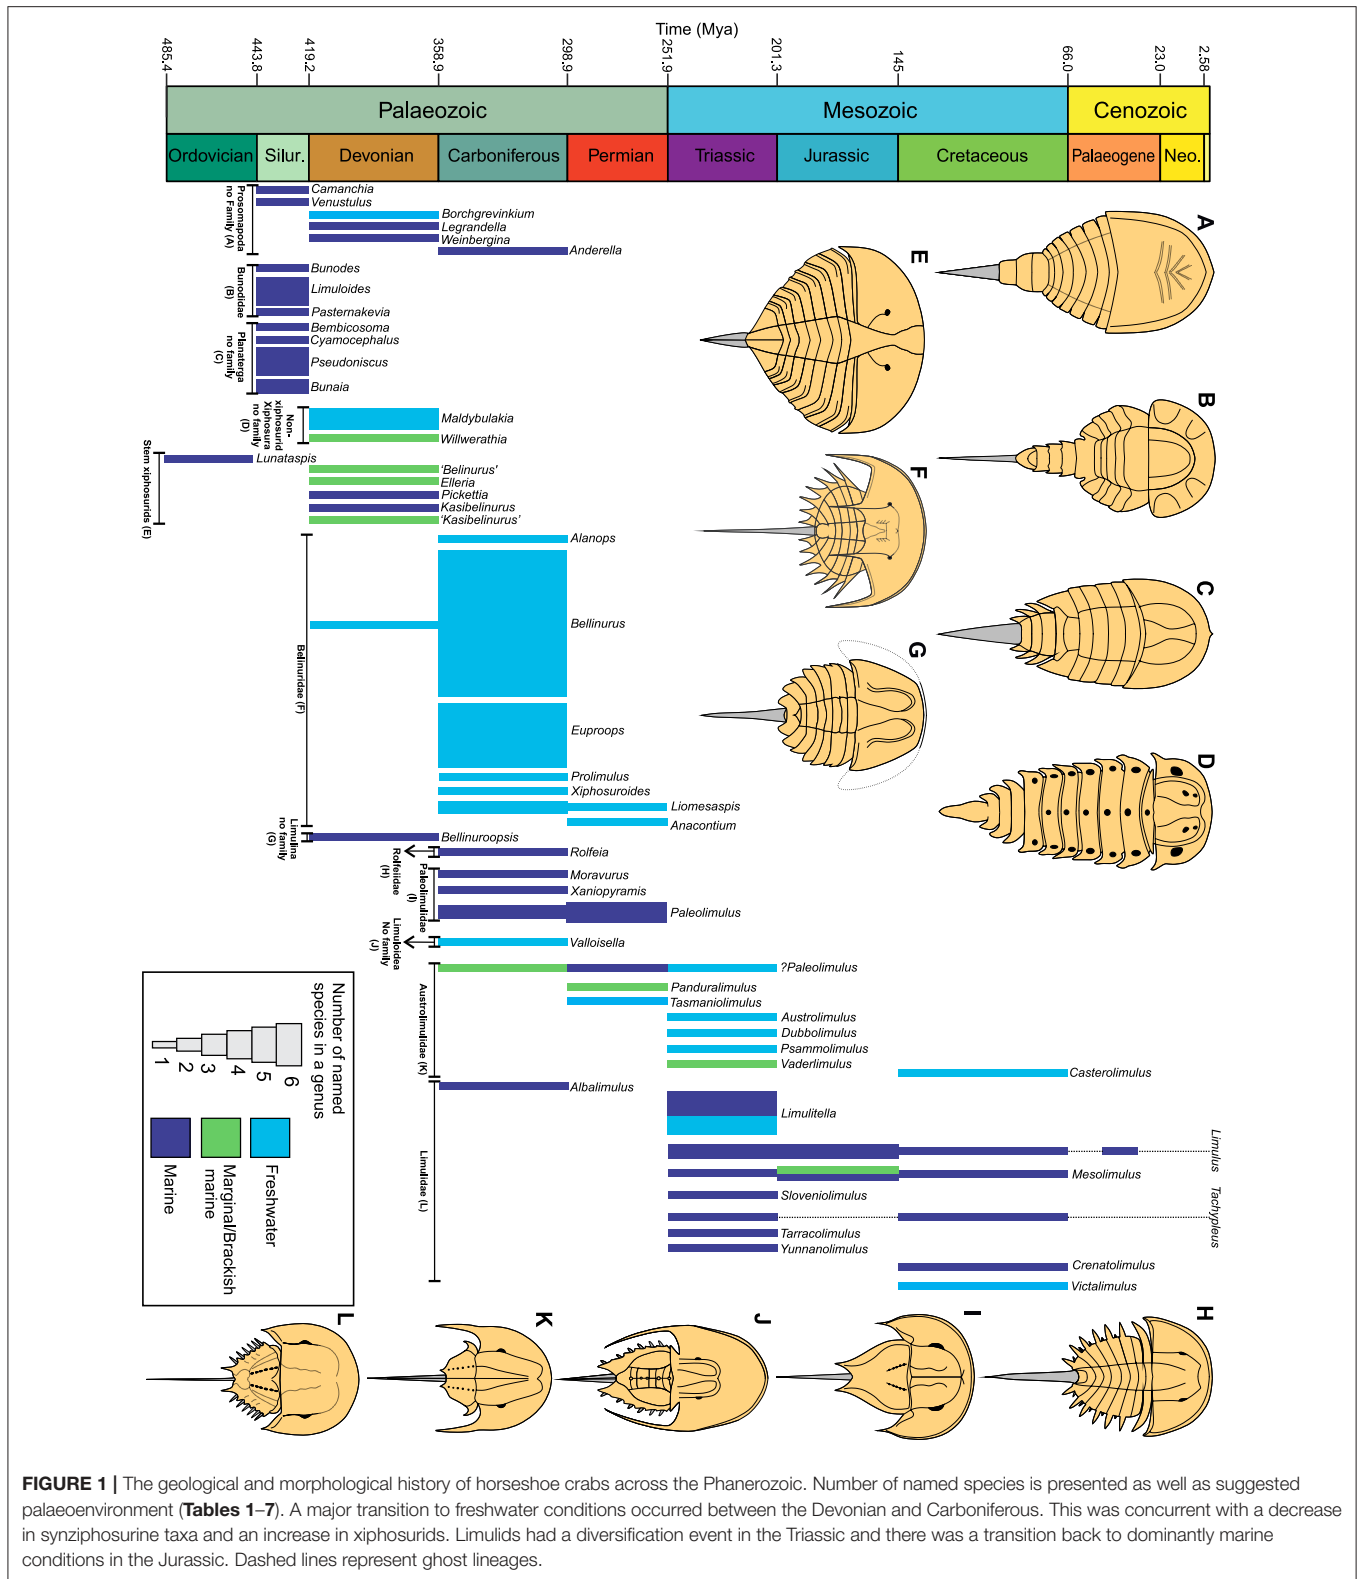 Time (Mya)
485.4
443.8
419.2
358.9
298.9
251.9
201.3
145
66.0
23.0
2.58
Palaeozoic
Mesozoic
Cenozoic
Ordovician
Silur.
Devonian
Carboniferous
Permian
Triassic
Jurassic
Cretaceous
Palaeogene
Neo.
Prosomapoda
no Family (A)
Camanchia
Venustulus
Borchgrevinkium
Legrandella
Weinbergina
Anderella
Bunodidae
(B)
Bunodes
Limuloides
Pasternakevia
Planaterga
no family
(C)
Bembicosoma
Cyamocephalus
Pseudoniscus
Bunaia
Non-
xiphosurid
Xiphosura
no family
(D)
Maldybulakia
Willwerathia
Stem xiphosurids (E)
Lunataspis
'Belinurus'
Elleria
Pickettia
Kasibelinurus
'Kasibelinurus'
Belinuridae (F)
Alanops
Bellinurus
Euproops
Prolimulus
Xiphosuroides
Liomesaspis
Anacontium
Limulina
no family
(G)
Bellinuroopsis
Rolfeiidae
(H)
Rolfeia
Paleolimulidae
(I)
Moravurus
Xaniopyramis
Paleolimulus
Limuloidea
No family
(J)
Valloisella
Austrolimulidae (K)
?Paleolimulus
Panduralimulus
Tasmaniolimulus
Austrolimulus
Dubbolimulus
Psammolimulus
Vaderlimulus
Casterolimulus
Limulidae (L)
Albalimulus
Limulitella
Limulus
Mesolimulus
Sloveniolimulus
Tachypleus
Tarracolimulus
Yunnanolimulus
Crenatolimulus
Victalimulus
A
B
C
D
E
F
G
H
I
J
K
L
Number of named
species in a genus
1
2
3
4
5
6
Freshwater
Marginal/Brackish
marine
Marine
FIGURE 1 | The geological and morphological history of horseshoe crabs across the Phanerozoic. Number of named species is presented as well as suggested
palaeoenvironment (Tables 1–7). A major transition to freshwater conditions occurred between the Devonian and Carboniferous. This was concurrent with a decrease
in synziphosurine taxa and an increase in xiphosurids. Limulids had a diversification event in the Triassic and there was a transition back to dominantly marine
conditions in the Jurassic. Dashed lines represent ghost lineages.